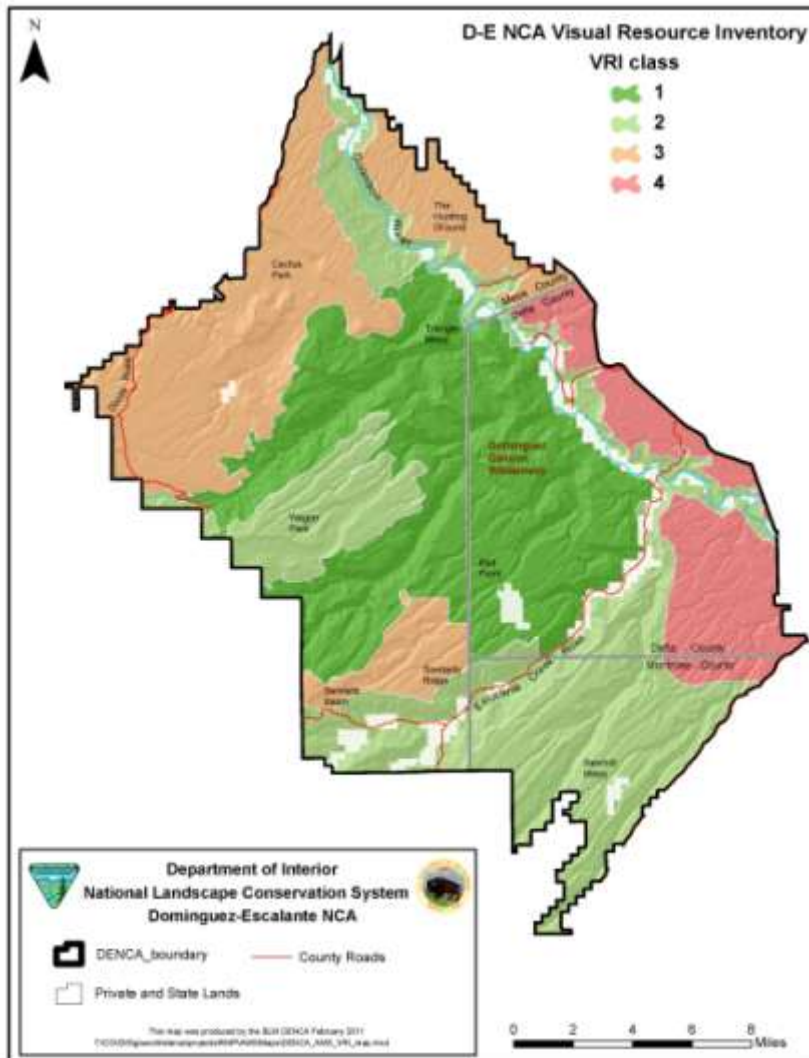 N
D-E NCA Visual Resource Inventory
VRI class
1
2
3
4
The
Hunting
Ground
Cactus
Park
Mesa County
Delta County
Triangle
Mesa
Dominguez
Canyon
Wilderness
Park
Delta County
Montrose County
Escalante Creek Road
Sawmill
Mesa
Department of Interior
National Landscape Conservation System
Dominguez-Escalante NCA
DENCA_boundary
County Roads
Private and State Lands
This map was produced by the BLM DENCA February 2011
0 2 4 6 8
Miles